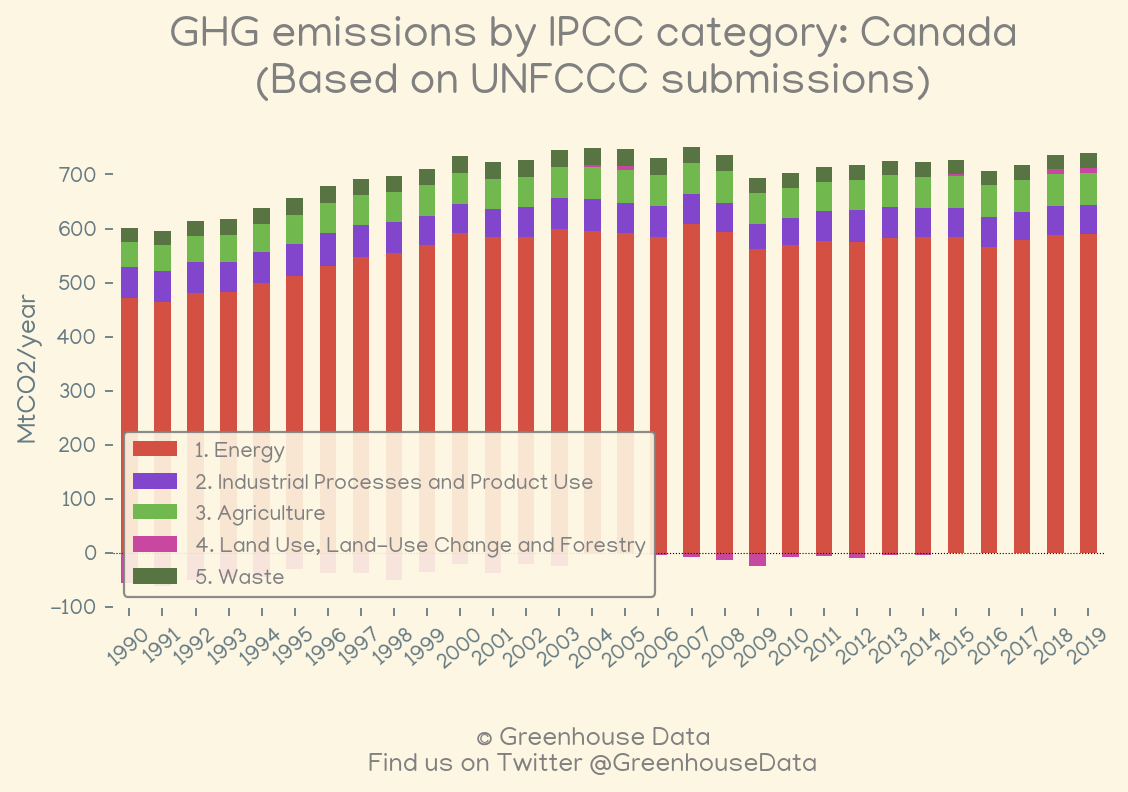 GHG emissions by IPCC category: Canada
(Based on UNFCCC submissions)
MtCO2/year
700
600
500
400
300
200
100
0
−100
1. Energy
2. Industrial Processes and Product Use
3. Agriculture
4. Land Use, Land-Use Change and Forestry
5. Waste
1990 1991 1992 1993 1994 1995 1996 1997 1998 1999 2000 2001 2002 2003 2004 2005 2006 2007 2008 2009 2010 2011 2012 2013 2014 2015 2016 2017 2018 2019
© Greenhouse Data
Find us on Twitter @GreenhouseData